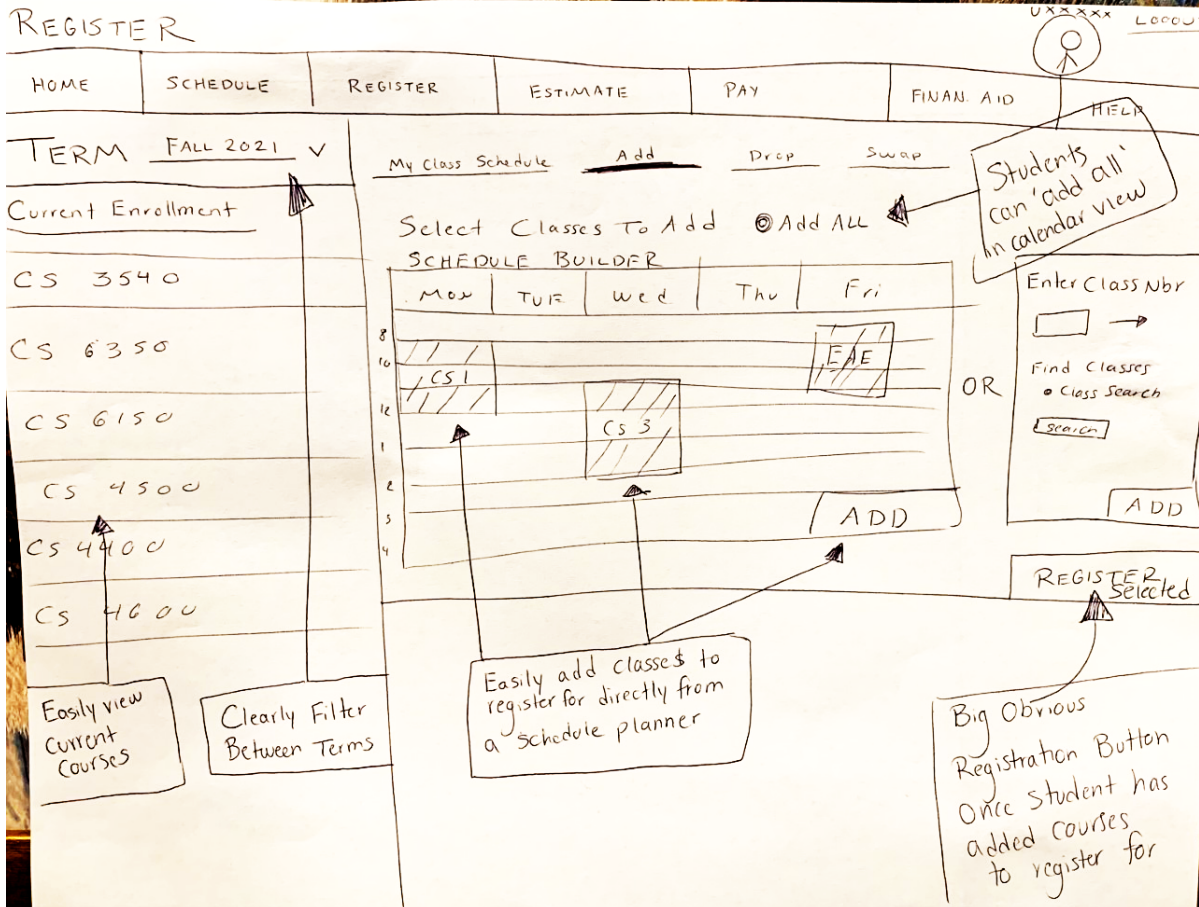 REGISTER
UXXXXXX
HOME SCHEDULE REGISTER ESTIMATE PAY FINAN. AID HELP
TERM FALL 2021
Current Enrollment
CS 3540
CS 6350
CS 6150
CS 4500
CS 4400
CS 4600
My Class Schedule Add Drop Swap
Select Classes To Add Add ALL
SCHEDULE BUILDER
Mon TUE Wed Thu Fri
8
10
12
1
2
3
4
CS 1
CS 3
EAE
ADD
OR
Enter Class Nbr
Find Classes
Class Search
Search
ADD
REGISTER
Selected
Students
can 'add all'
in calendar view
Easily view
current
courses
Clearly Filter
Between Terms
Easily add classes to
register for directly from
a schedule planner
Big Obvious
Registration Button
Once Student has
added courses
to register for